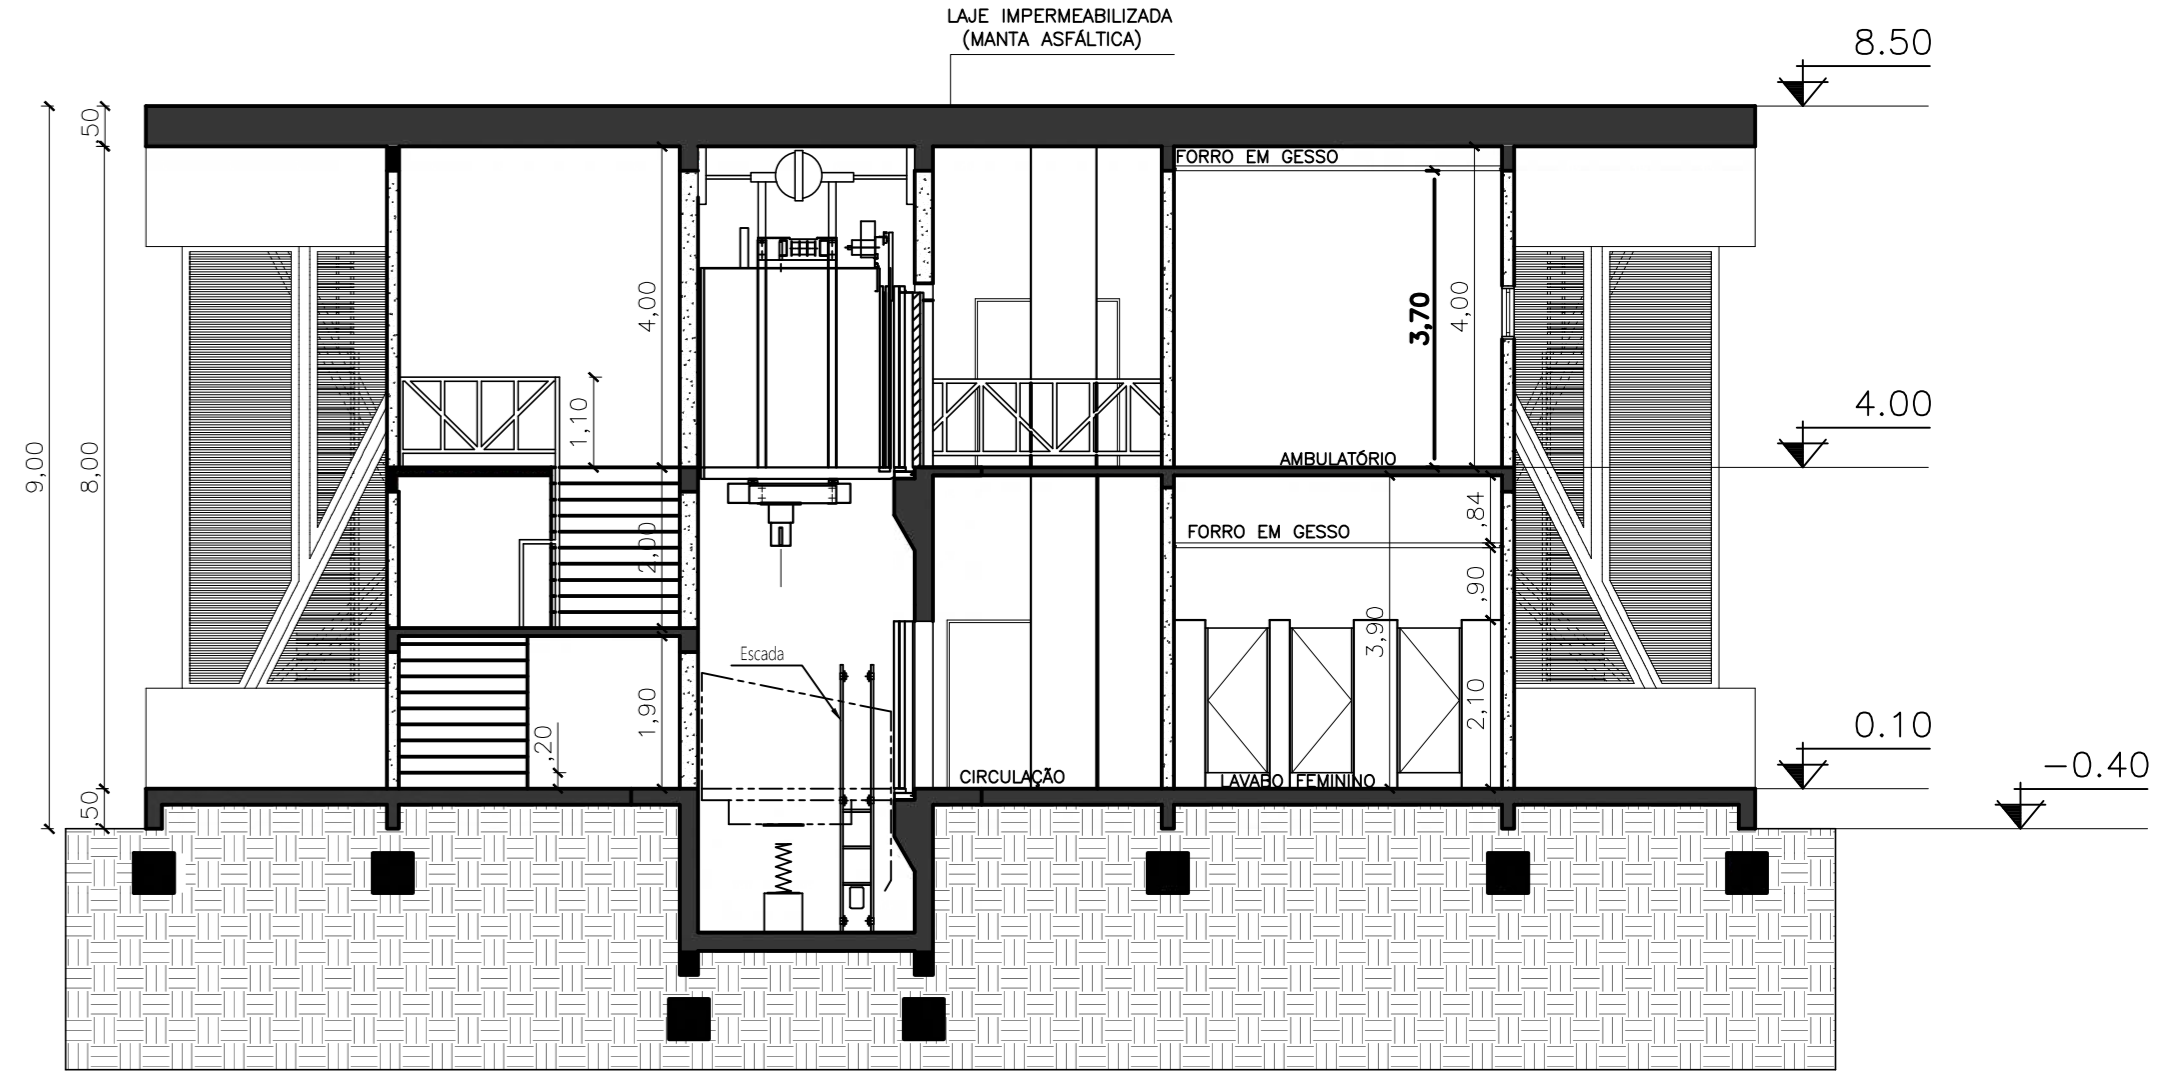 LAJE IMPERMEABILIZADA
(MANTA ASFÁLTICA)
8.50
,50
FORRO EM GESSO
4,00
3,70
4,00
4.00
1,10
AMBULATÓRIO
9,00
8,00
,84
FORRO EM GESSO
2,00
,90
3,90
Escada
1,90
2,10
0.10
,20
-0.40
CIRCULAÇÃO
LAVABO FEMININO
,50